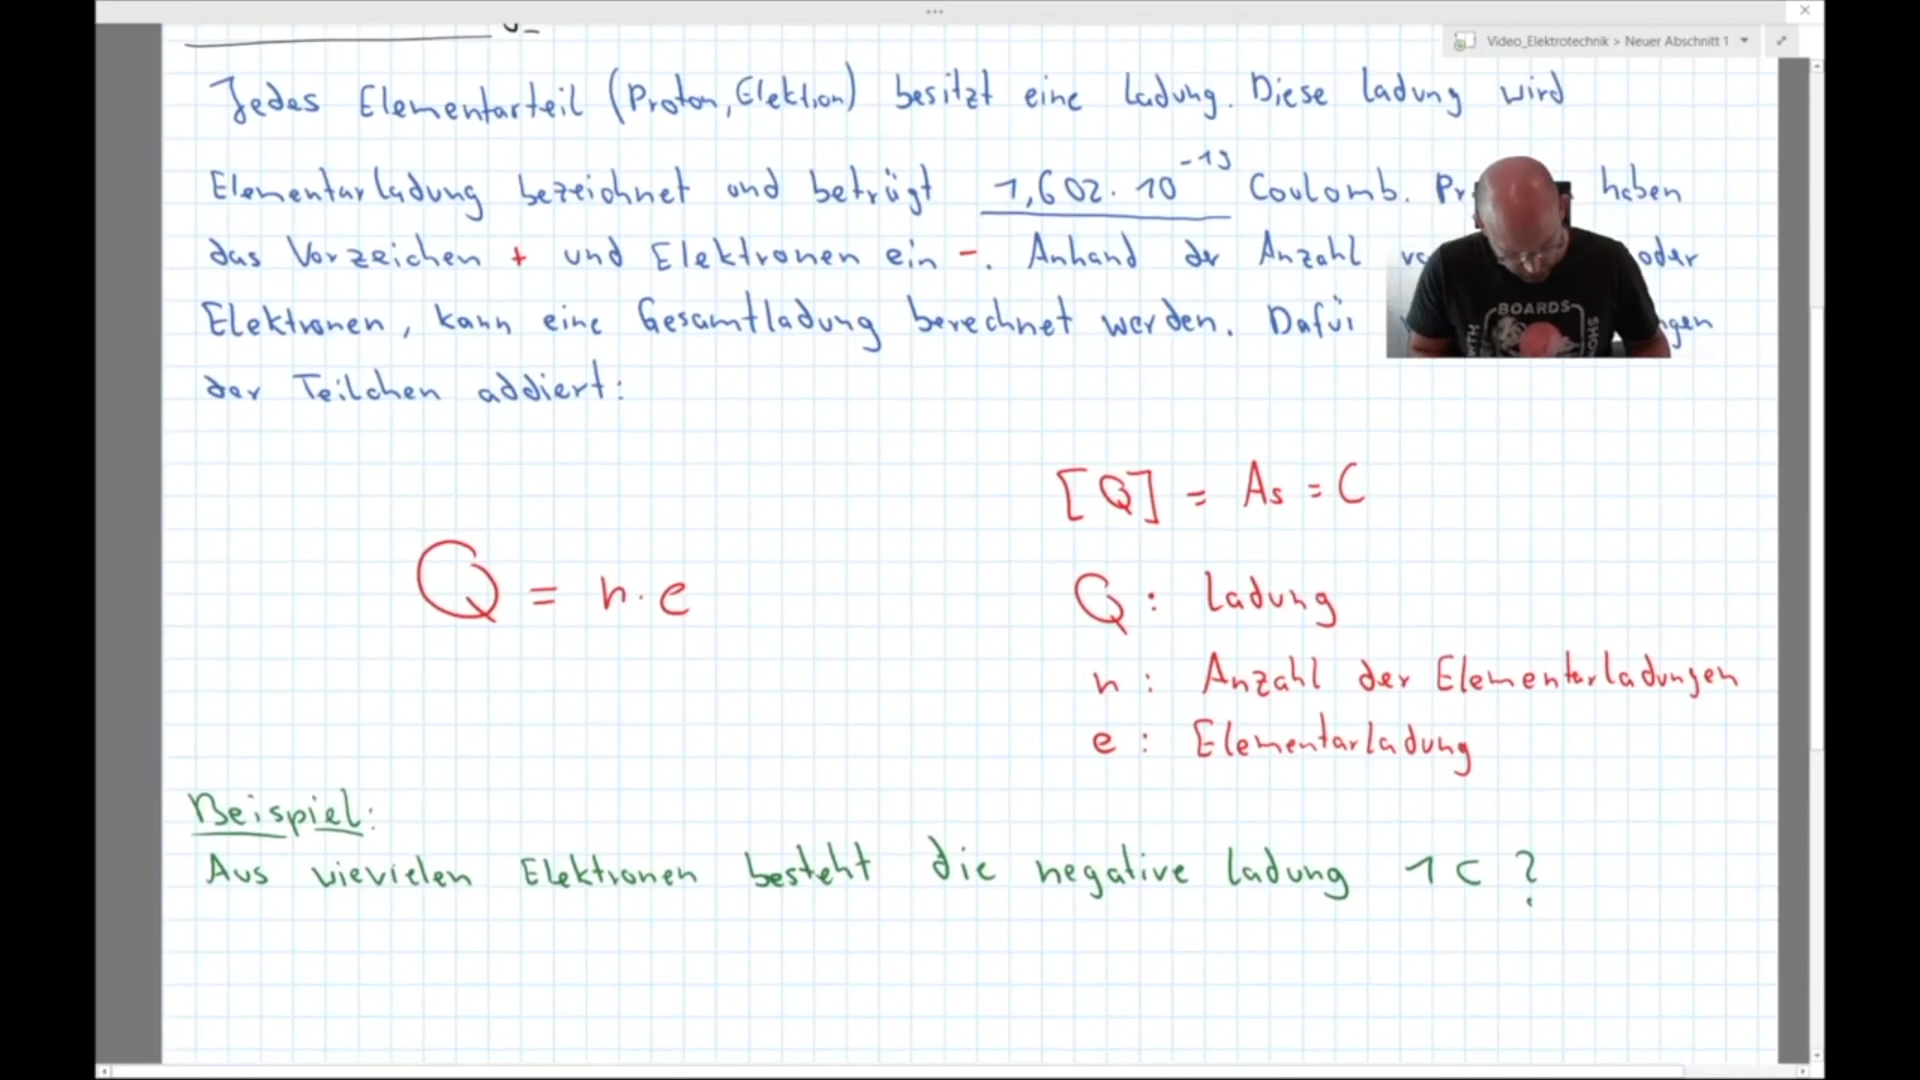 Video_Elektrotechnik > Neuer Abschnitt 1
Jedes Elementarteil (Proton, Elektron) besitzt eine Ladung. Diese Ladung wird
Elementarladung bezeichnet und beträgt 1,602 · 10⁻¹⁹ Coulomb. haben
das Vorzeichen + und Elektronen ein -. Anhand der Anzahl oder
Elektronen, kann eine Gesamtladung berechnet werden. Dafür
der Teilchen addiert:
[Q] = As = C
Q = n · e
Q : Ladung
n : Anzahl der Elementarladungen
e : Elementarladung
Beispiel:
Aus vievielen Elektronen besteht die negative Ladung 1 C ?
BOARDS